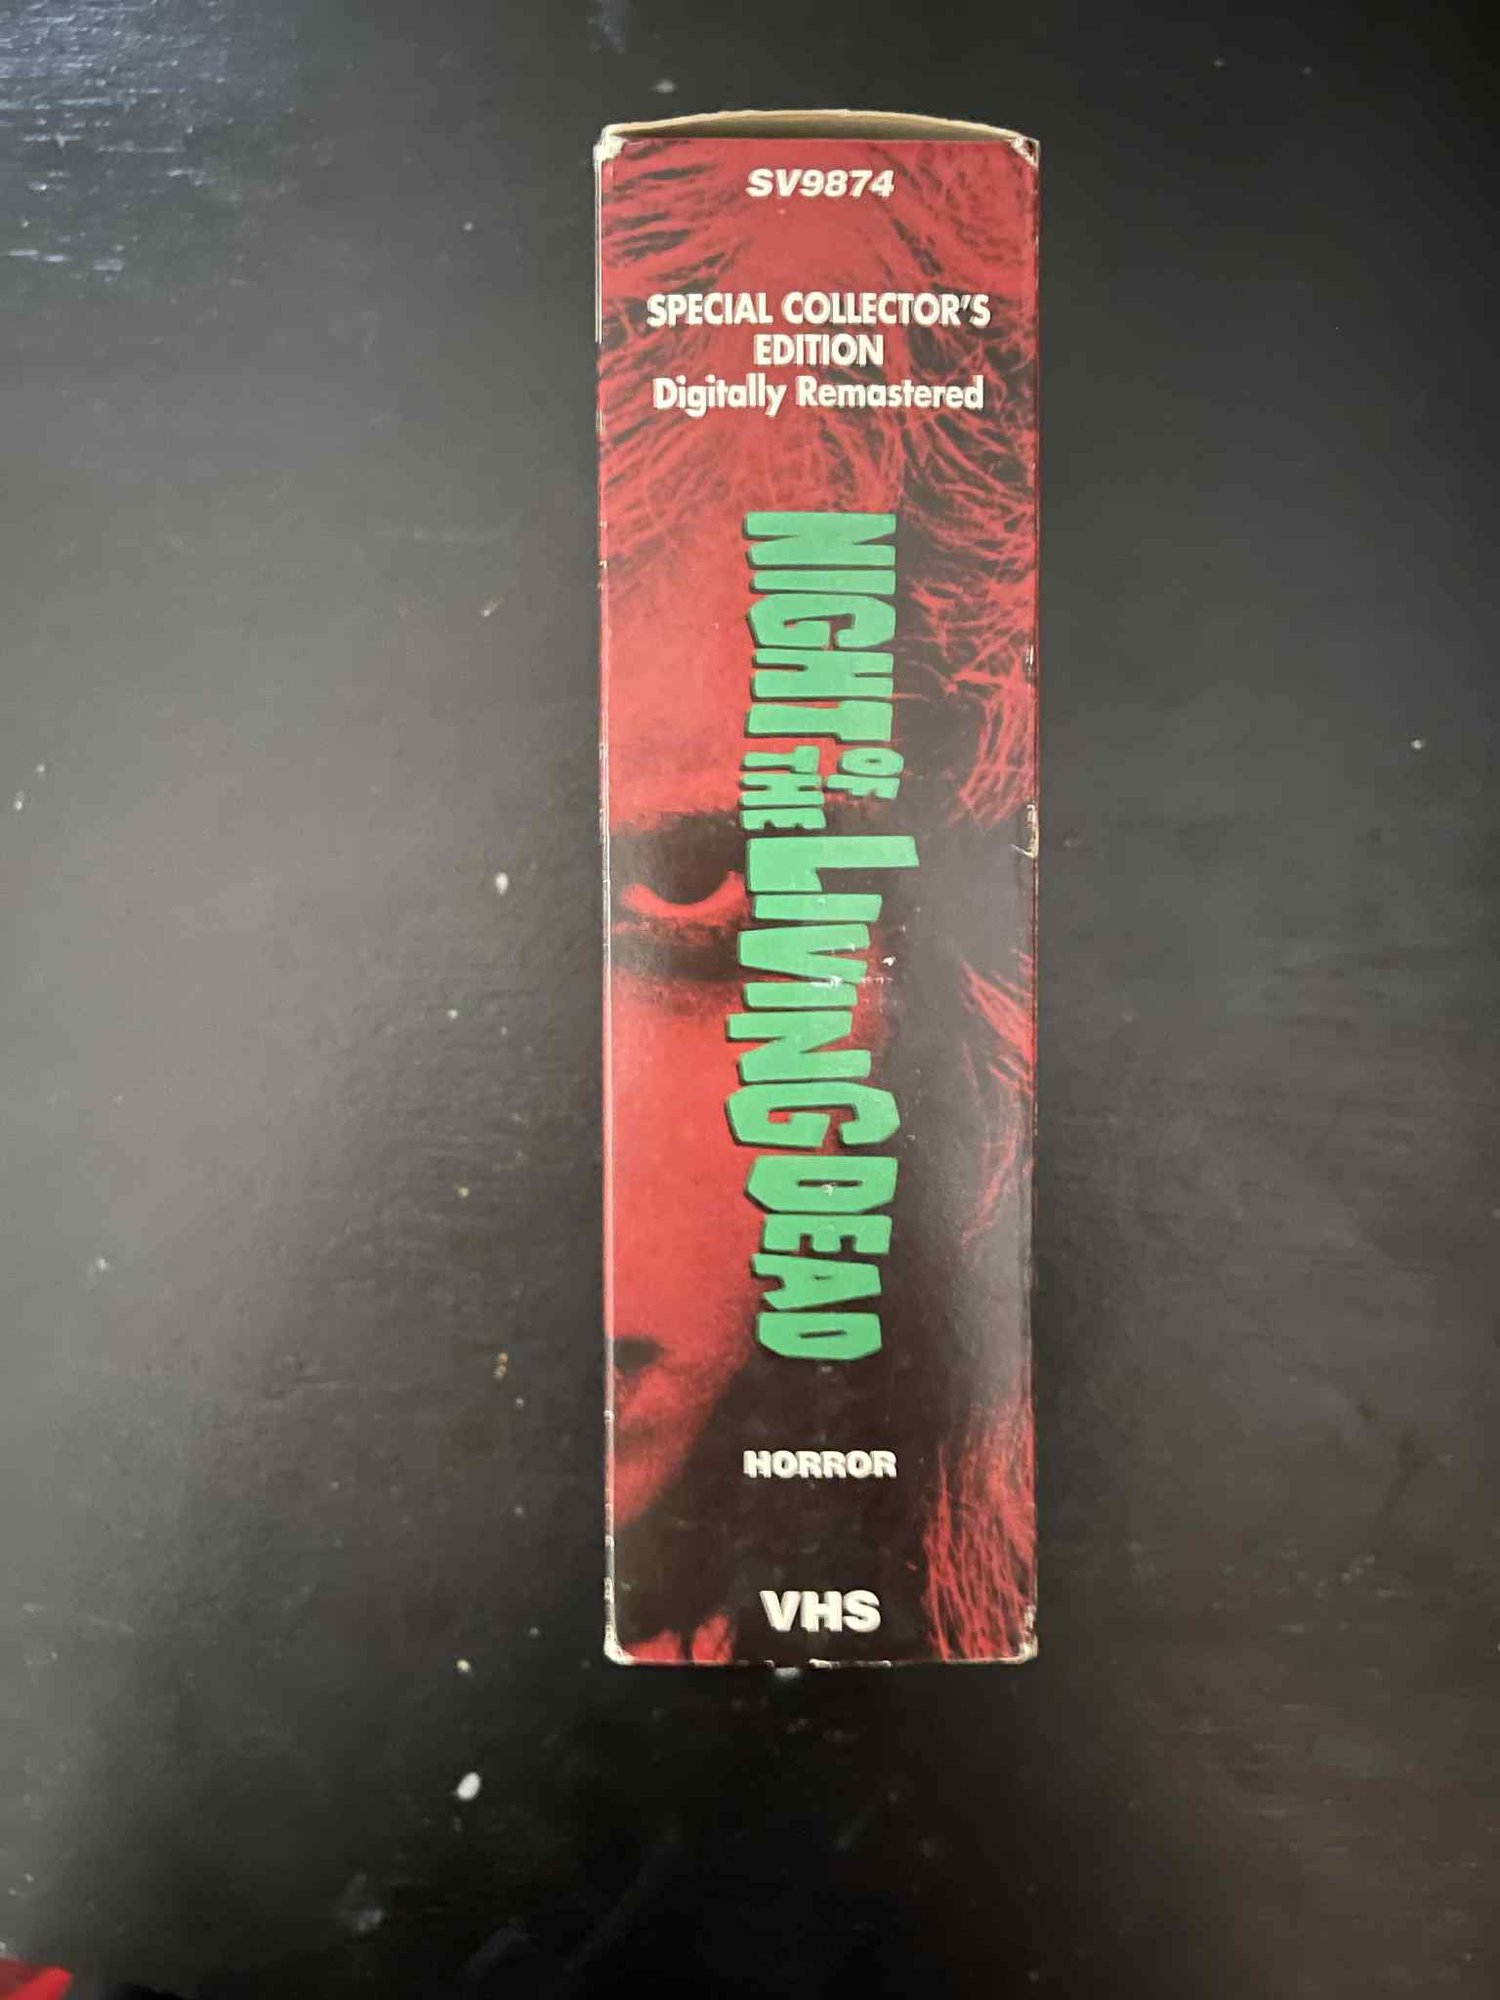 SV9874
SPECIAL COLLECTOR'S
EDITION
Digitally Remastered
NIGHT OF THE LIVING DEAD
HORROR
VHS